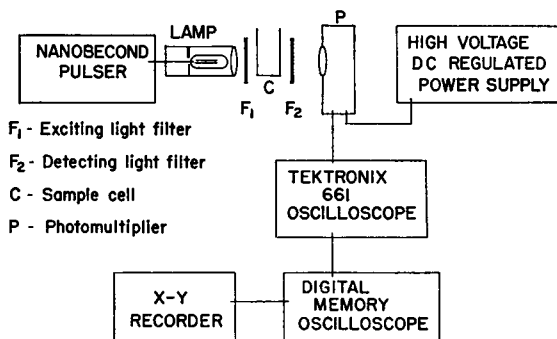 NANOBECOND
PULSER
LAMP
F₁
C
F₂
P
HIGH VOLTAGE
DC REGULATED
POWER SUPPLY
F₁ - Exciting light filter
F₂ - Detecting light filter
C - Sample cell
P - Photomultiplier
TEKTRONIX
661
OSCILLOSCOPE
X-Y
RECORDER
DIGITAL
MEMORY
OSCILLOSCOPE